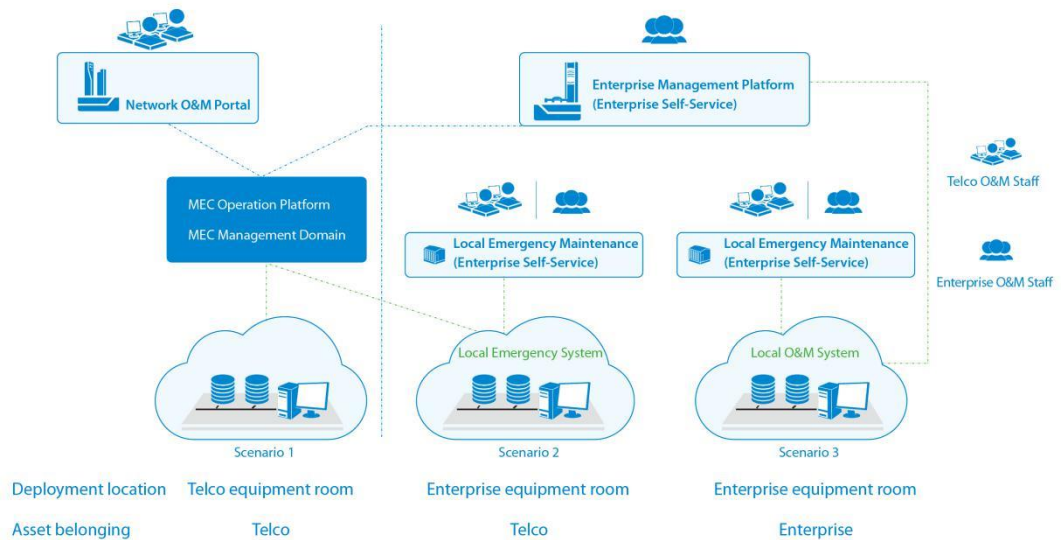 Network O&M Portal
Enterprise Management Platform
(Enterprise Self-Service)
Telco O&M Staff
MEC Operation Platform
MEC Management Domain
Local Emergency Maintenance
(Enterprise Self-Service)
Local Emergency Maintenance
(Enterprise Self-Service)
Enterprise O&M Staff
Local Emergency System
Local O&M System
Scenario 1
Scenario 2
Scenario 3
Deployment location Telco equipment room Enterprise equipment room Enterprise equipment room
Asset belonging Telco Telco Enterprise